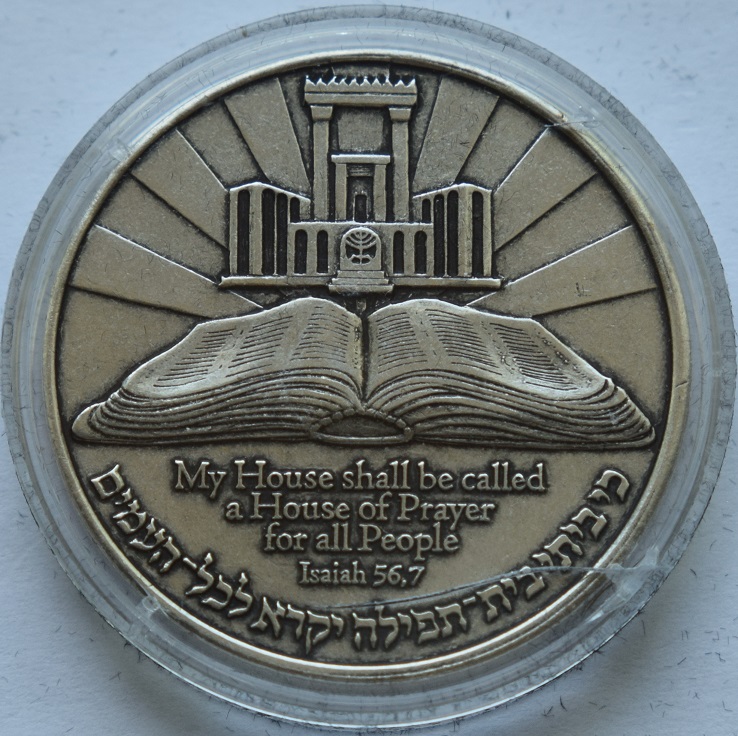 My House shall be called
a House of Prayer
for all People
Isaiah 56,7
כי ביתי בית-תפילה יקרא לכל-העמים